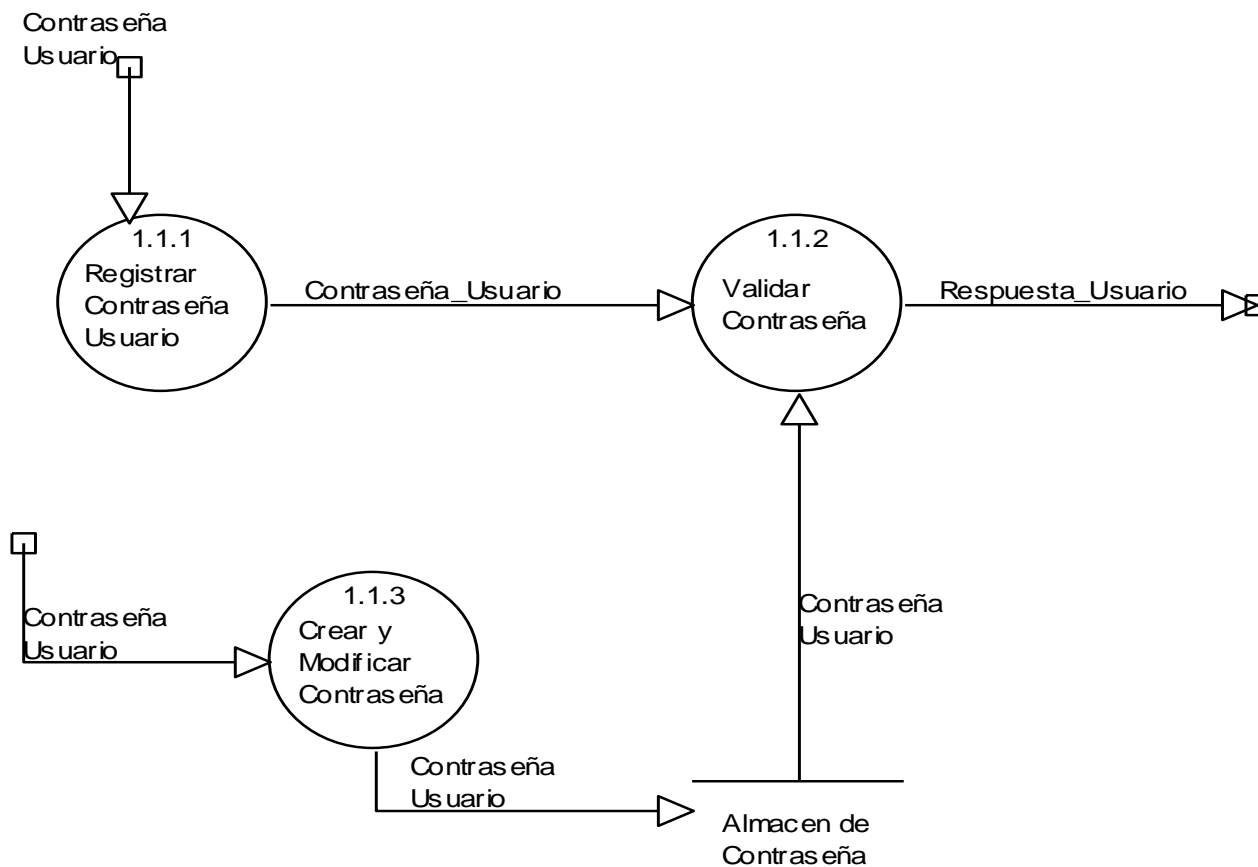 Contraseña
Usuario
1.1.1
Registrar
Contraseña
Usuario
Contraseña_Usuario
1.1.2
Validar
Contraseña
Respuesta_Usuario
Contraseña
Usuario
1.1.3
Crear y
Modificar
Contraseña
Contraseña
Usuario
Contraseña
Usuario
Almacen de
Contraseña